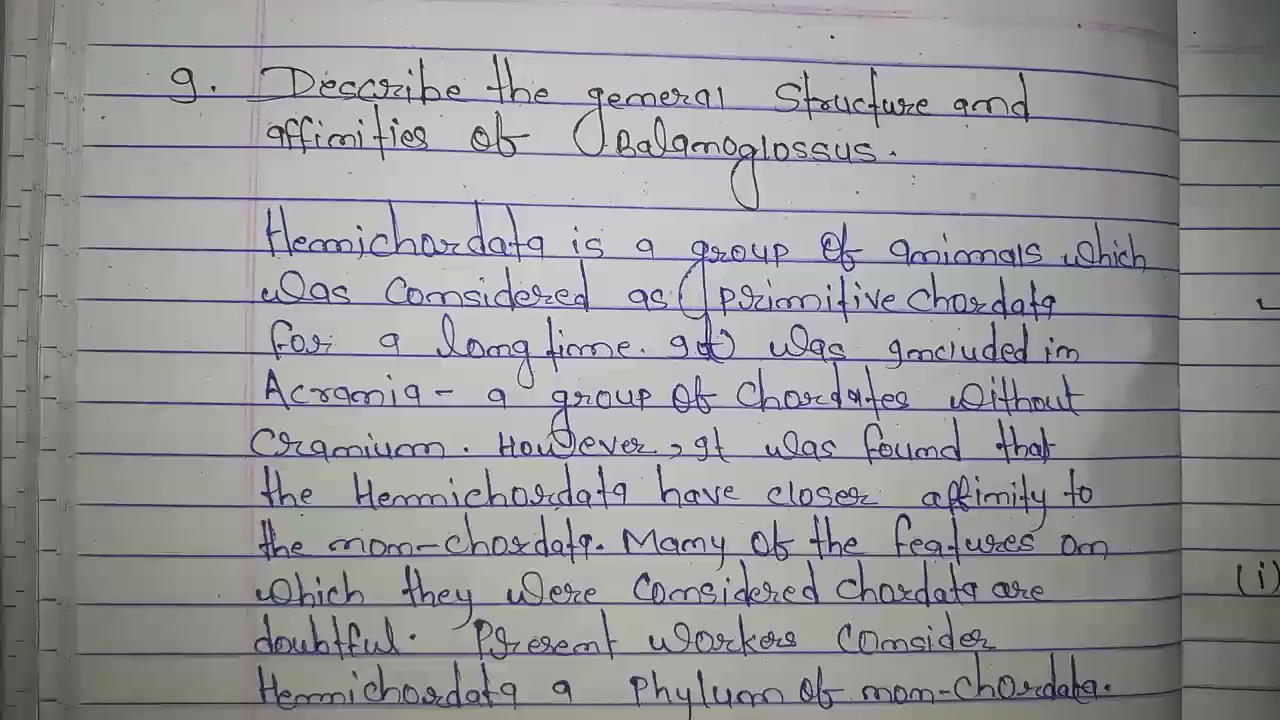 9. Describe the general Structure and
affinities of Balanoglossus.
Hemichordata is a group of animals which
was considered as primitive chordata
for a long time. It was included in
Acrania - a group of chordates without
Cranium. However, It was found that
the Hemichordata have closer affinity to
the non-chordata. Many of the features on
which they were considered chordata are
doubtful. Present workers consider
Hemichordata a Phylum of non-chordata.
(i)